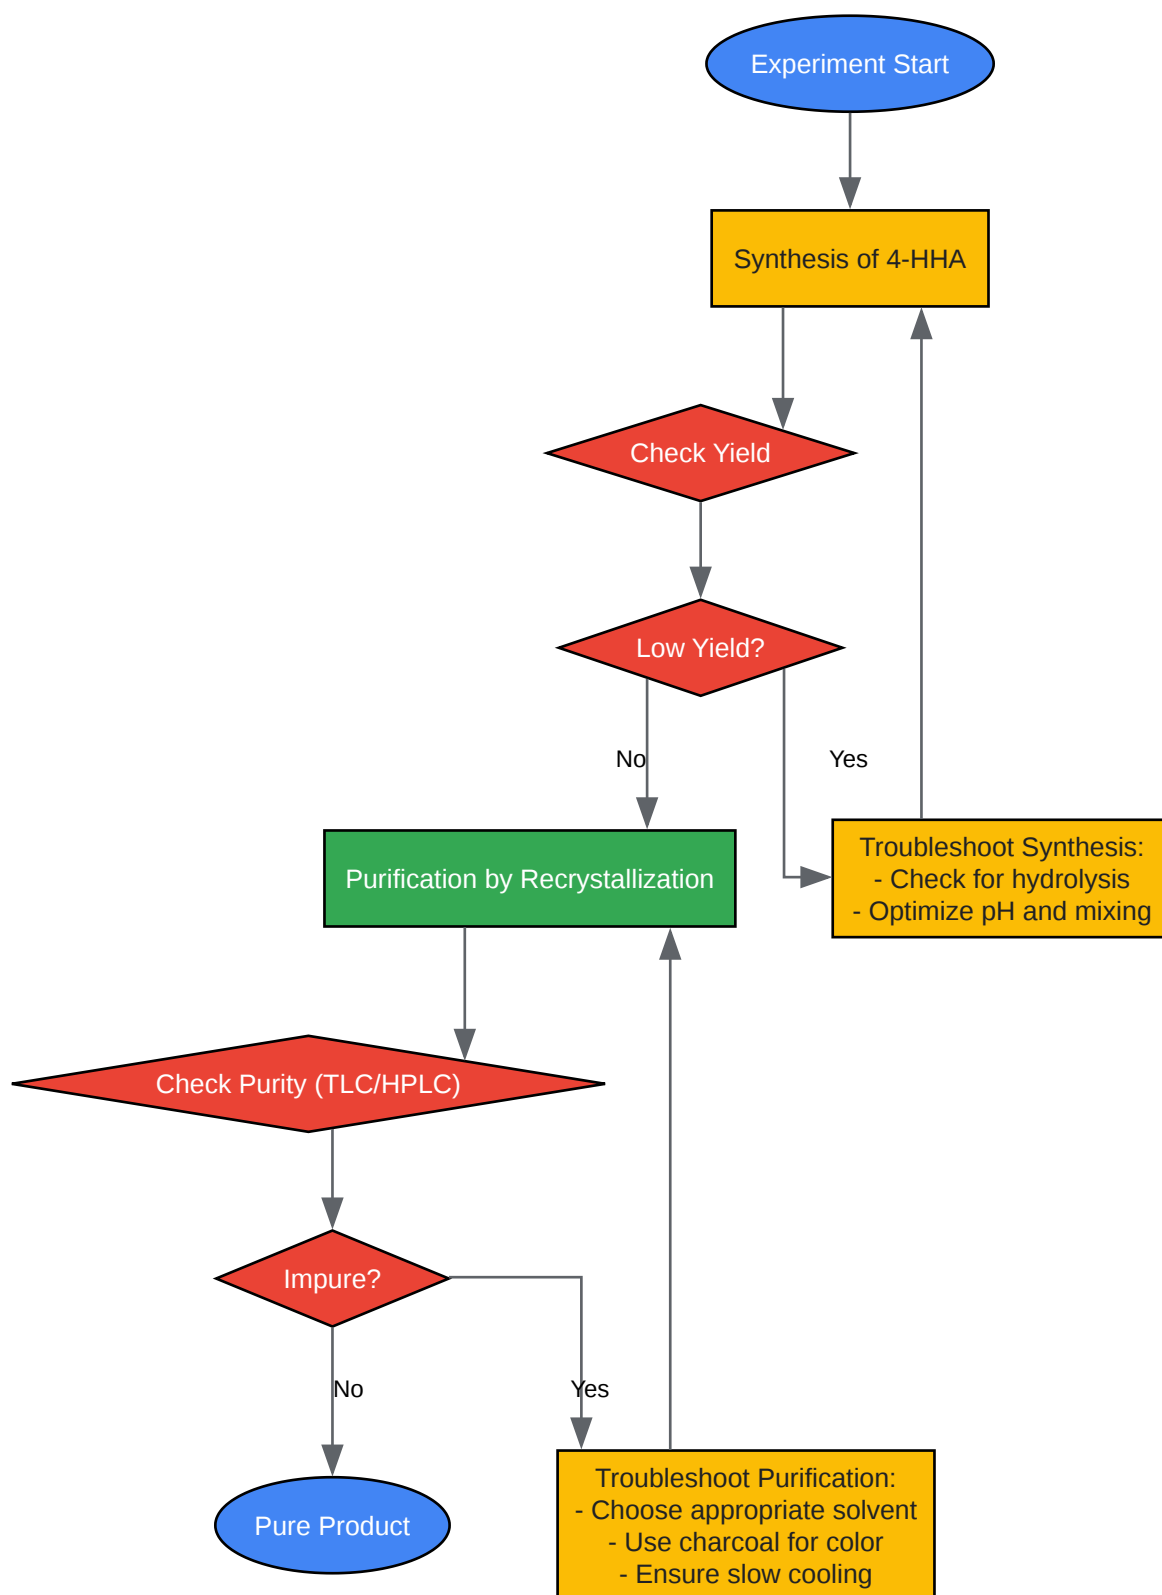 Experiment Start
Synthesis of 4-HHA
Check Yield
Low Yield?
No
Yes
Purification by Recrystallization
Troubleshoot Synthesis:
- Check for hydrolysis
- Optimize pH and mixing
Check Purity (TLC/HPLC)
Impure?
No
Yes
Pure Product
Troubleshoot Purification:
- Choose appropriate solvent
- Use charcoal for color
- Ensure slow cooling